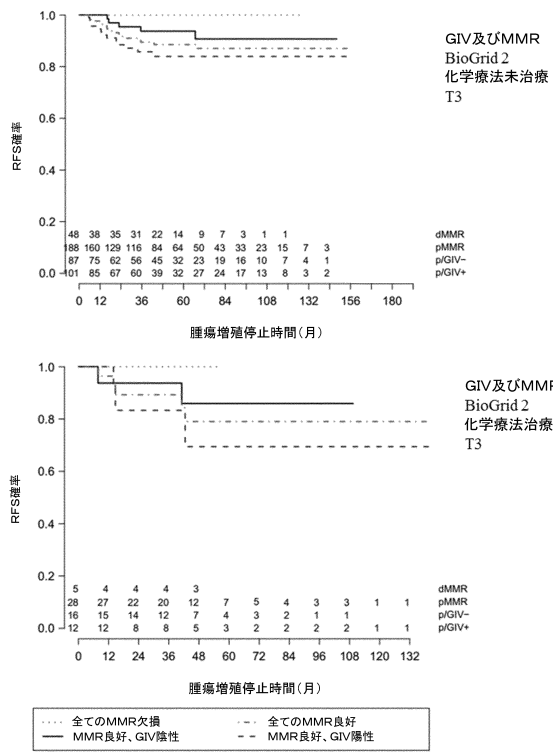 1.0
0.8
0.6
0.4
0.2
0.0
RFS確率
GIV及びMMR
BioGrid 2
化学療法未治療
T3
48 38 35 31 22 14 9 7 3 1 1 dMMR
188 160 129 116 84 64 50 43 33 23 15 7 3 pMMR
87 75 62 56 45 32 23 19 16 10 7 4 1 p/GIV−
101 85 67 60 39 32 27 24 17 13 8 3 2 p/GIV+
0 12 36 60 84 108 132 156 180
腫瘍増殖停止時間(月)
1.0
0.8
0.6
0.4
0.2
0.0
RFS確率
GIV及びMMR
BioGrid 2
化学療法治療
T3
5 4 4 4 3 dMMR
28 27 22 20 12 7 5 4 3 3 1 1 pMMR
16 15 14 12 7 4 3 2 1 1 p/GIV−
12 12 8 8 5 3 2 2 2 2 1 1 p/GIV+
0 12 24 36 48 60 72 84 96 108 120 132
腫瘍増殖停止時間(月)
全てのMMR欠損 全てのMMR良好
MMR良好、GIV陰性 MMR良好、GIV陽性